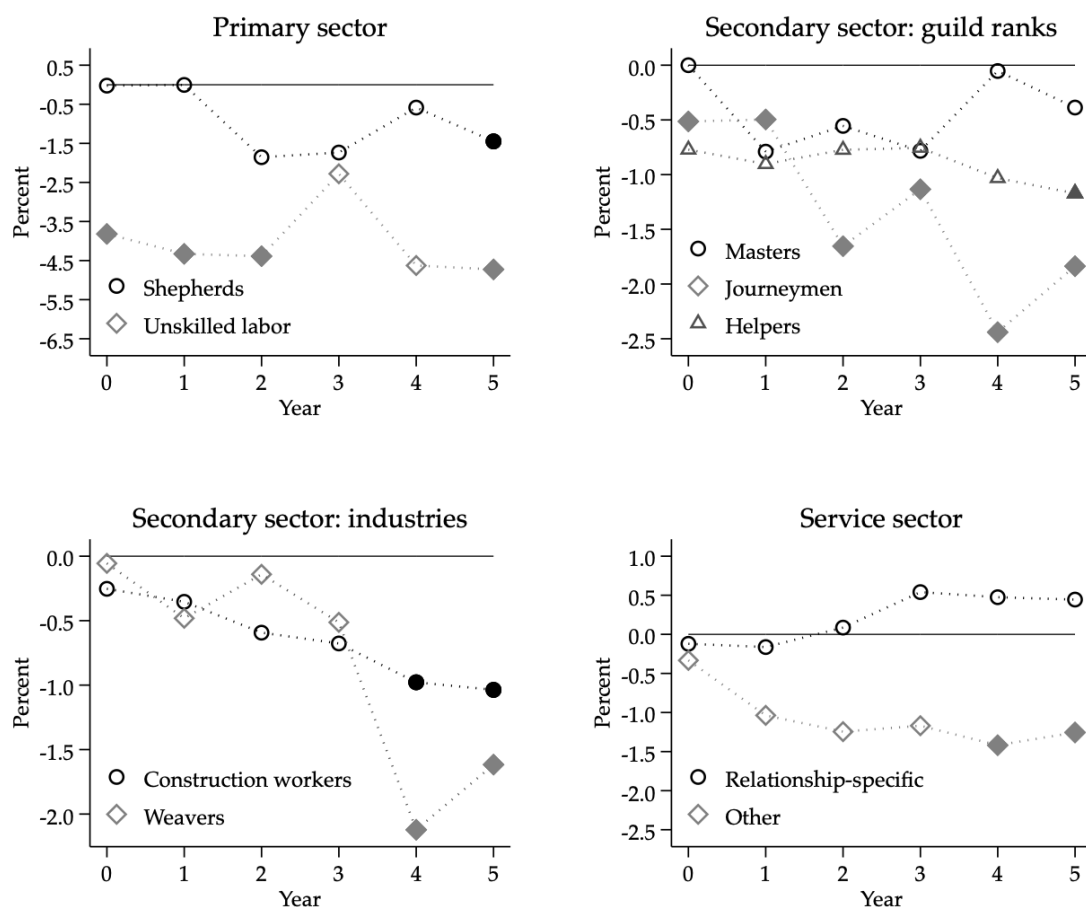 Primary sector
0.5
-0.5
-1.5
-2.5
-3.5
-4.5
-5.5
-6.5
Percent
Shepherds
Unskilled labor
0 1 2 3 4 5
Year
Secondary sector: guild ranks
0.0
-0.5
-1.0
-1.5
-2.0
-2.5
Percent
Masters
Journeymen
Helpers
0 1 2 3 4 5
Year
Secondary sector: industries
0.0
-0.5
-1.0
-1.5
-2.0
Percent
Construction workers
Weavers
0 1 2 3 4 5
Year
Service sector
1.0
0.5
0.0
-0.5
-1.0
-1.5
-2.0
-2.5
Percent
Relationship-specific
Other
0 1 2 3 4 5
Year